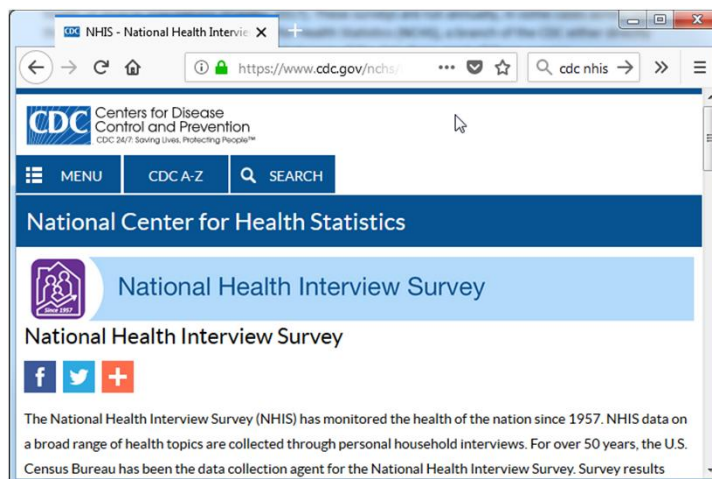 NHIS - National Health Intervie
https://www.cdc.gov/nchs/
cdc nhis
CDC
Centers for Disease
Control and Prevention
CDC 24/7: Saving Lives, Protecting People™
MENU
CDC A-Z
SEARCH
National Center for Health Statistics
Since 1957
National Health Interview Survey
National Health Interview Survey
The National Health Interview Survey (NHIS) has monitored the health of the nation since 1957. NHIS data on
a broad range of health topics are collected through personal household interviews. For over 50 years, the U.S.
Census Bureau has been the data collection agent for the National Health Interview Survey. Survey results